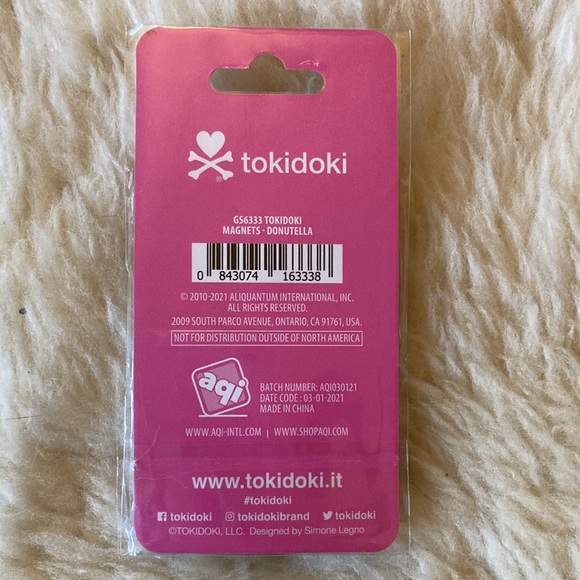 tokidoki
GS6333 TOKIDOKI
MAGNETS - DONUTELLA
0 843074 163338
© 2010-2021 ALIQUANTUM INTERNATIONAL, INC.
ALL RIGHTS RESERVED.
2009 SOUTH PARCO AVENUE, ONTARIO, CA 91761, USA.
NOT FOR DISTRIBUTION OUTSIDE OF NORTH AMERICA
aqi
BATCH NUMBER: AQI030121
DATE CODE : 03-01-2021
MADE IN CHINA
WWW.AQI-INTL.COM | WWW.SHOPAQI.COM
www.tokidoki.it
#tokidoki
tokidoki tokidokibrand tokidoki
©TOKIDOKI, LLC. Designed by Simone Legno